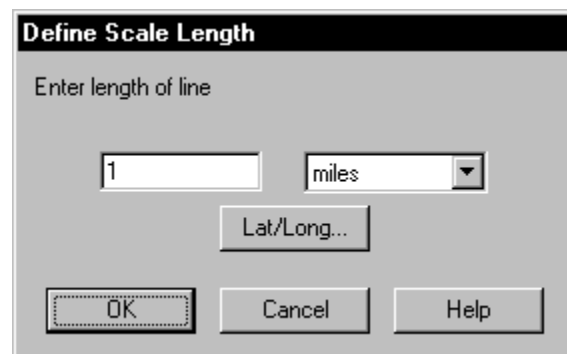 Define Scale Length
Enter length of line
1 miles
Lat/Long...
OK Cancel Help